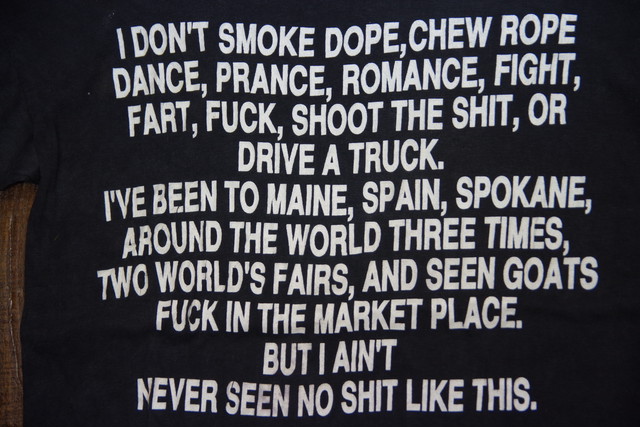 I DON'T SMOKE DOPE, CHEW ROPE
DANCE, PRANCE, ROMANCE, FIGHT,
FART, FUCK, SHOOT THE SHIT, OR
DRIVE A TRUCK.
I'VE BEEN TO MAINE, SPAIN, SPOKANE,
AROUND THE WORLD THREE TIMES,
TWO WORLD'S FAIRS, AND SEEN GOATS
FUCK IN THE MARKET PLACE.
BUT I AIN'T
NEVER SEEN NO SHIT LIKE THIS.